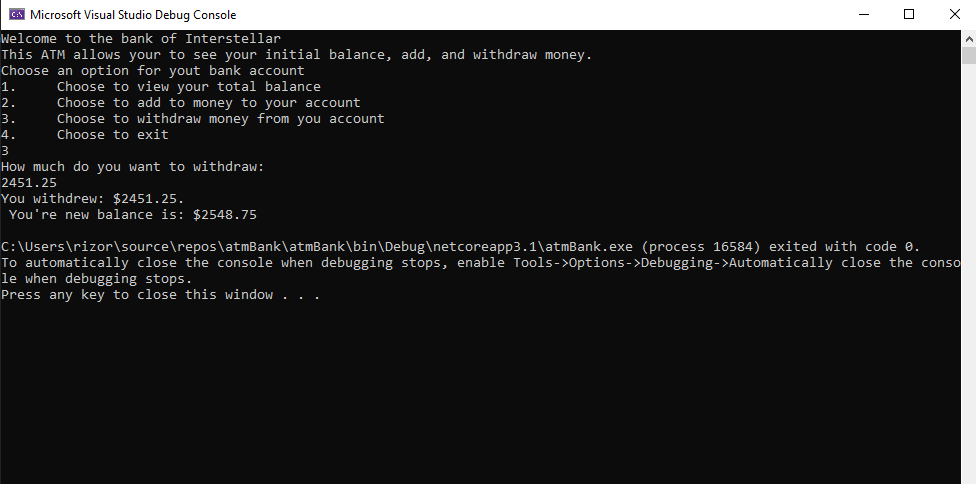 Microsoft Visual Studio Debug Console
Welcome to the bank of Interstellar
This ATM allows your to see your initial balance, add, and withdraw money.
Choose an option for yout bank account
1.     Choose to view your total balance
2.     Choose to add to money to your account
3.     Choose to withdraw money from you account
4.     Choose to exit
3
How much do you want to withdraw:
2451.25
You withdrew: $2451.25.
 You're new balance is: $2548.75

C:\Users\rizor\source\repos\atmBank\atmBank\bin\Debug\netcoreapp3.1\atmBank.exe (process 16584) exited with code 0.
To automatically close the console when debugging stops, enable Tools->Options->Debugging->Automatically close the conso
le when debugging stops.
Press any key to close this window . . .